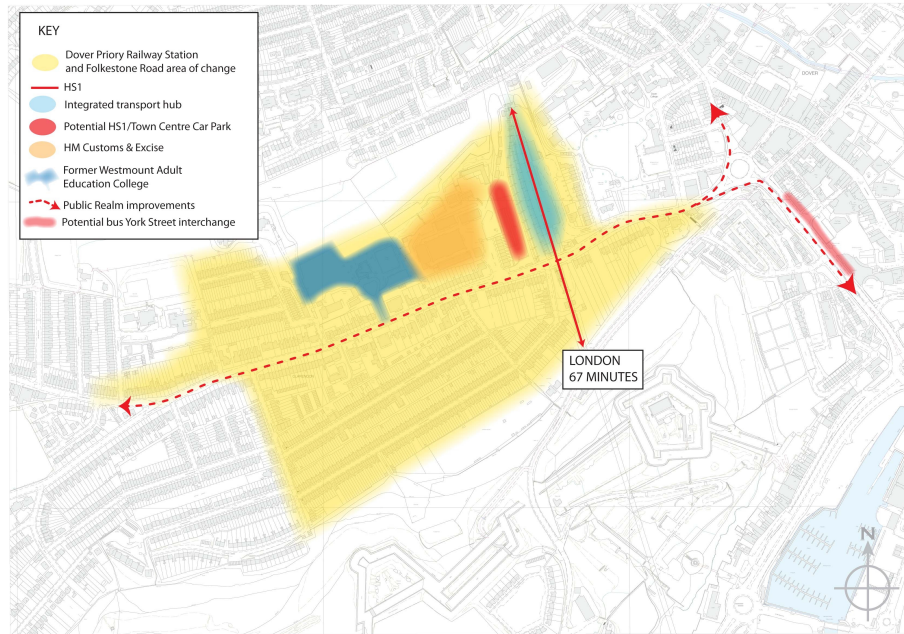 KEY
Dover Priory Railway Station
and Folkestone Road area of change
HS1
Integrated transport hub
Potential HS1/Town Centre Car Park
HM Customs & Excise
Former Westmount Adult
Education College
Public Realm improvements
Potential bus York Street interchange
DOVER
LONDON
67 MINUTES
N